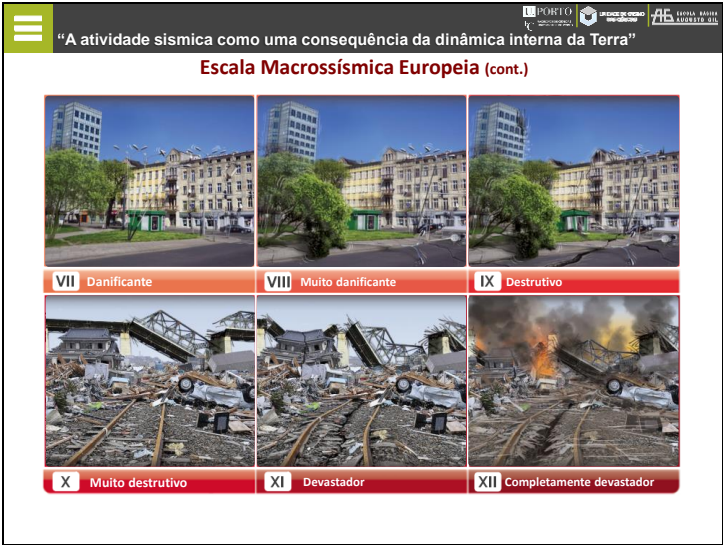 U.PORTO
ESCOLA BÁSICA
AUGUSTO GIL
“A atividade sismica como uma consequência da dinâmica interna da Terra”
Escala Macrossísmica Europeia (cont.)
VII Danificante
VIII Muito danificante
IX Destrutivo
X Muito destrutivo
XI Devastador
XII Completamente devastador